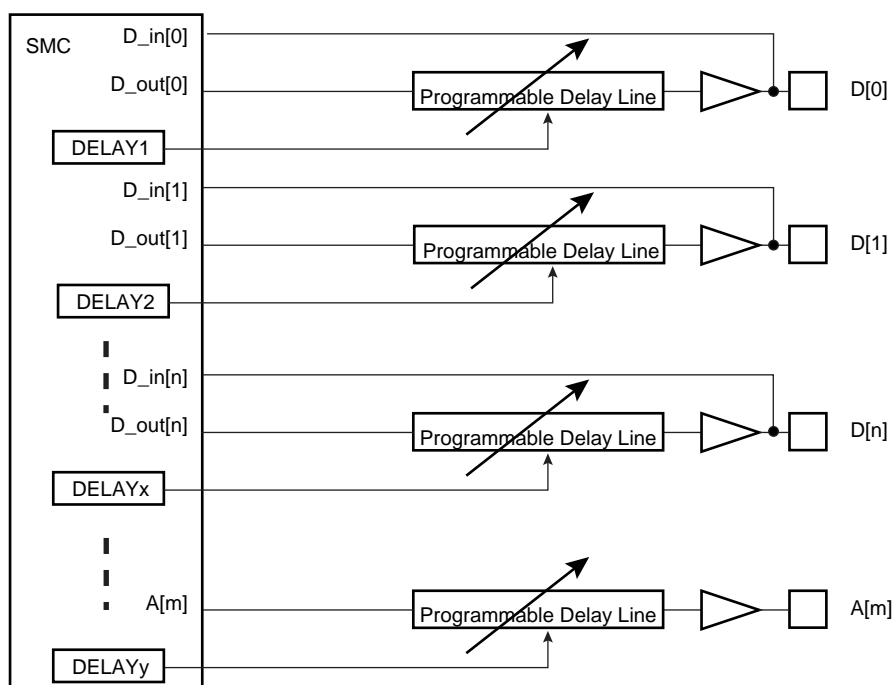 SMC
D_in[0]
D_out[0]
Programmable Delay Line
D[0]
DELAY1
D_in[1]
D_out[1]
Programmable Delay Line
D[1]
DELAY2
D_in[n]
D_out[n]
Programmable Delay Line
D[n]
DELAYx
A[m]
Programmable Delay Line
A[m]
DELAYy